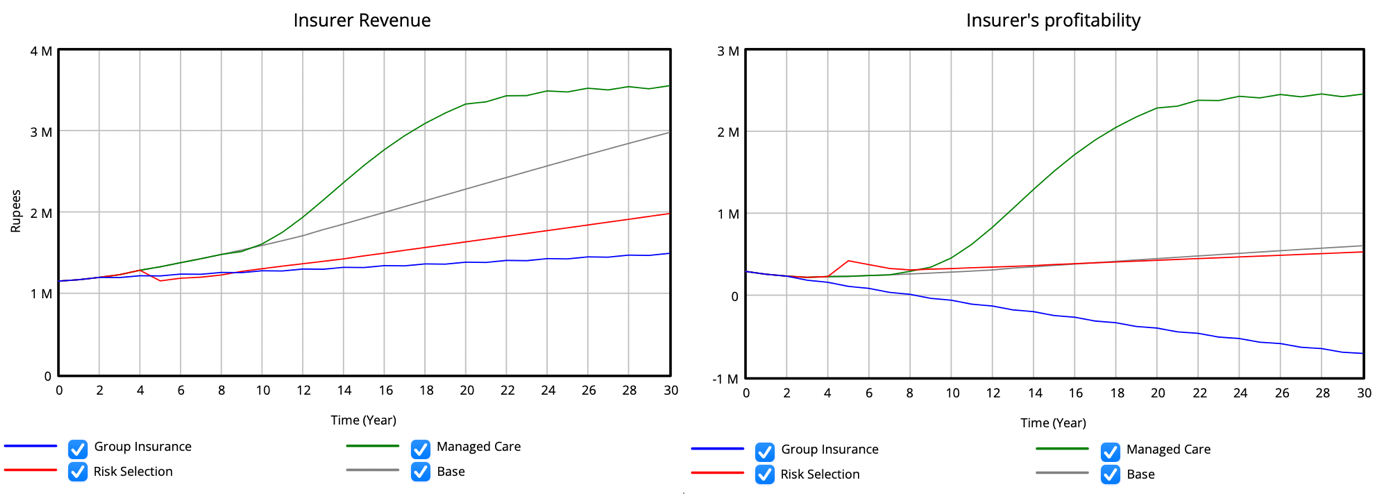 Insurer Revenue
4 M
3 M
2 M
1 M
0
Rupees
0 2 4 6 8 10 12 14 16 18 20 22 24 26 28 30
Time (Year)
Group Insurance
Managed Care
Risk Selection
Base
Insurer's profitability
3 M
2 M
1 M
0
-1 M
0 2 4 6 8 10 12 14 16 18 20 22 24 26 28 30
Time (Year)
Group Insurance
Managed Care
Risk Selection
Base